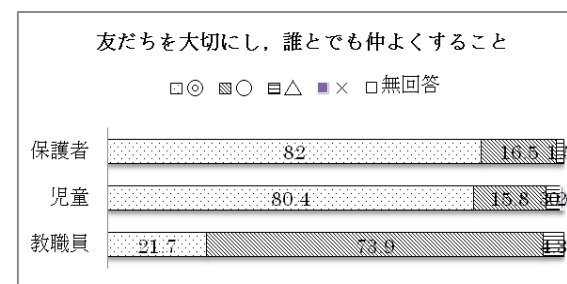 友だちを大切にし，誰とでも仲よくすること
◎ ○ △ × 無回答
保護者 82 16.5
児童 80.4 15.8
教職員 21.7 73.9 4.3